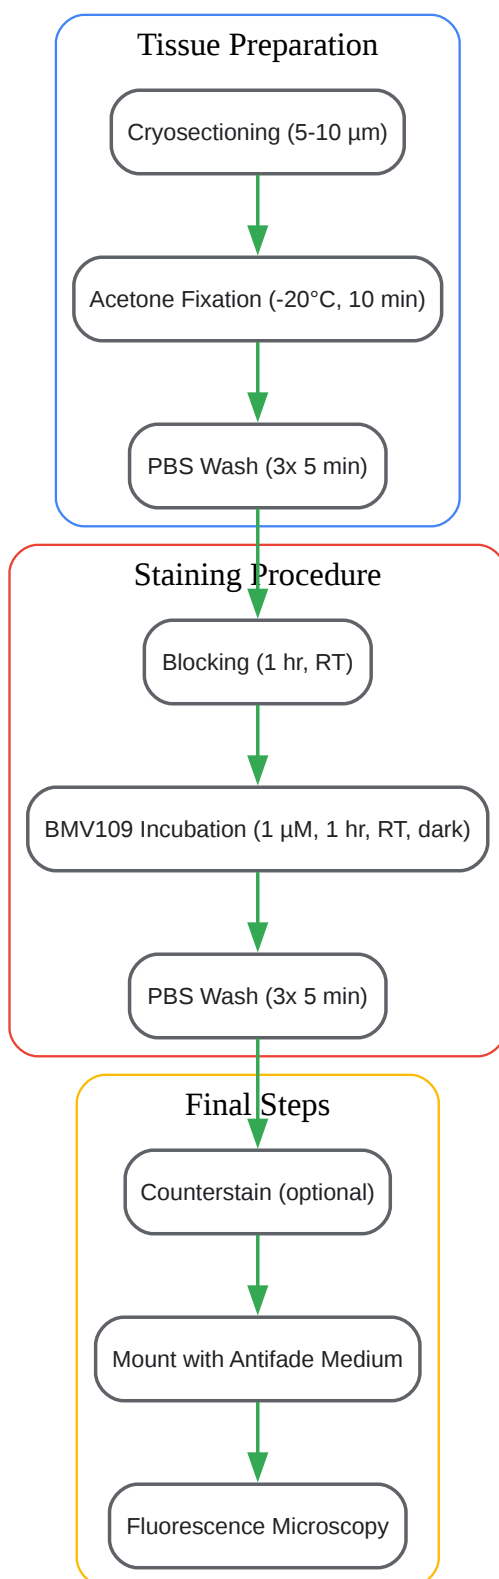 Tissue Preparation
Cryosectioning (5-10 µm)
Acetone Fixation (-20°C, 10 min)
PBS Wash (3x 5 min)
Staining Procedure
Blocking (1 hr, RT)
BMV109 Incubation (1 µM, 1 hr, RT, dark)
PBS Wash (3x 5 min)
Final Steps
Counterstain (optional)
Mount with Antifade Medium
Fluorescence Microscopy